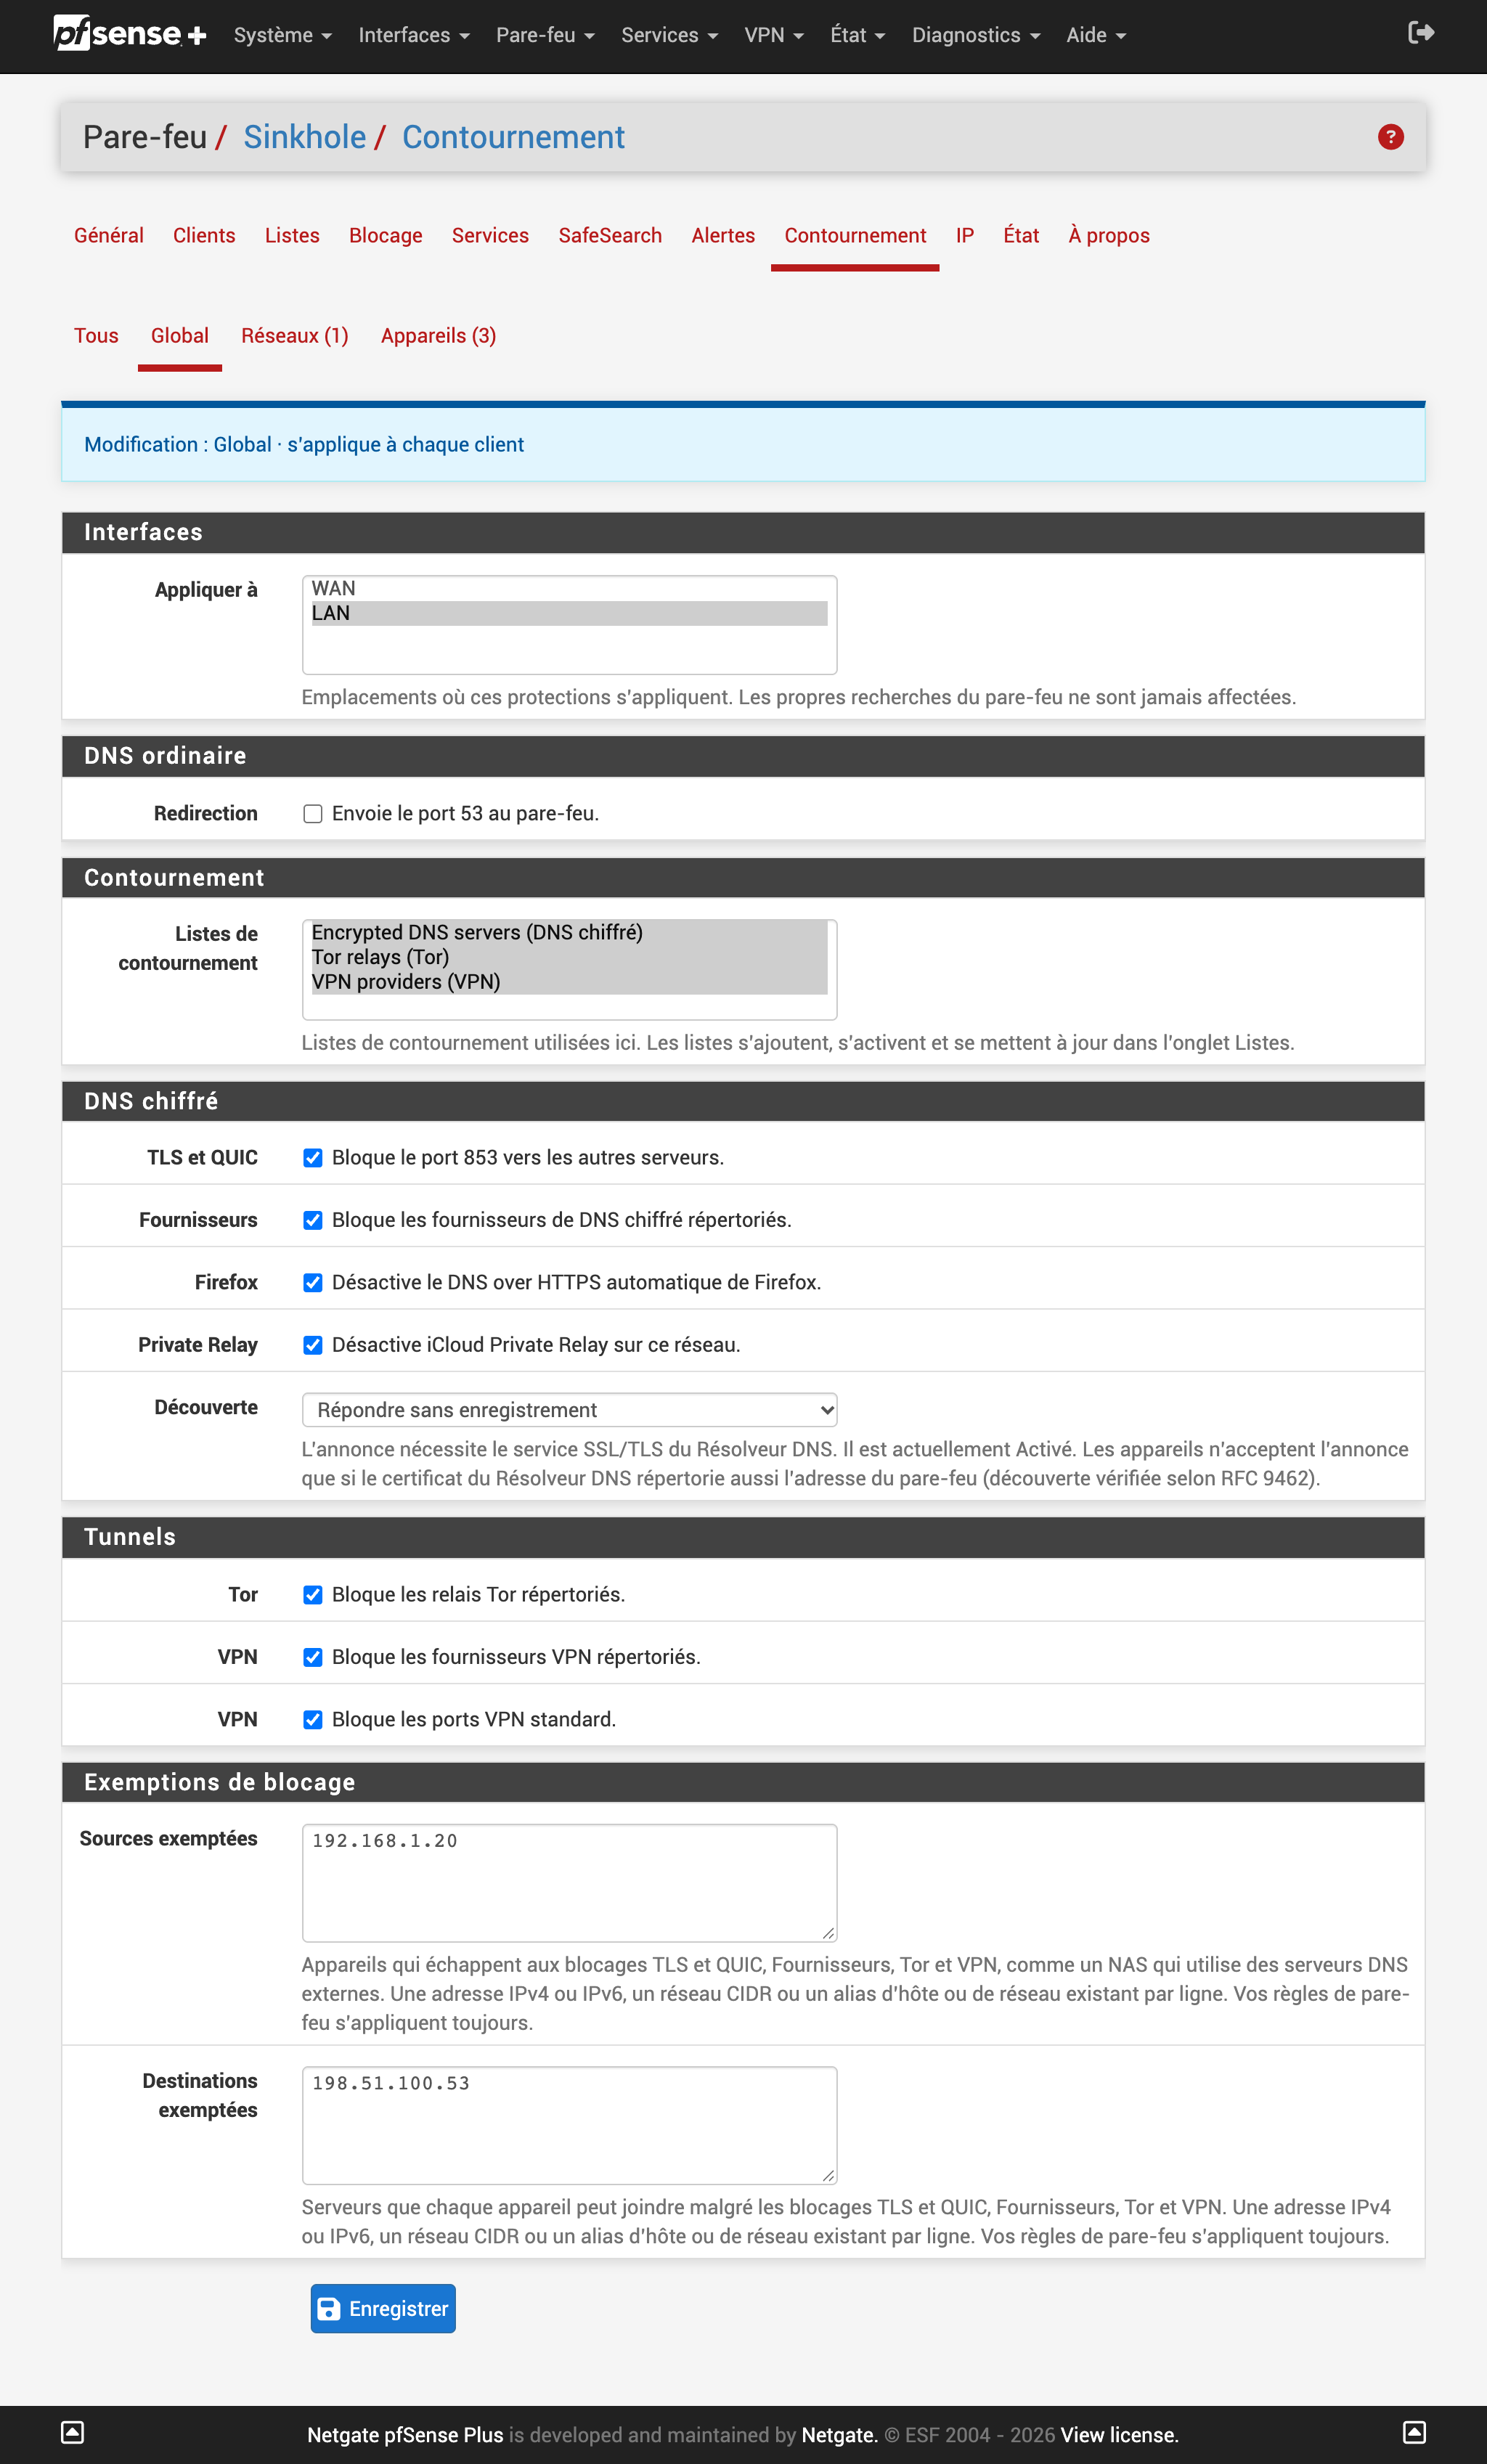 pfsense +
Système Interfaces Pare-feu Services VPN État Diagnostics Aide
Pare-feu / Sinkhole / Contournement
?
Général Clients Listes Blocage Services SafeSearch Alertes Contournement IP État À propos
Tous Global Réseaux (1) Appareils (3)
Modification : Global · s'applique à chaque client
Interfaces
Appliquer à
WAN
LAN
Emplacements où ces protections s'appliquent. Les propres recherches du pare-feu ne sont jamais affectées.
DNS ordinaire
Redirection Envoie le port 53 au pare-feu.
Contournement
Listes de
contournement
Encrypted DNS servers (DNS chiffré)
Tor relays (Tor)
VPN providers (VPN)
Listes de contournement utilisées ici. Les listes s'ajoutent, s'activent et se mettent à jour dans l'onglet Listes.
DNS chiffré
TLS et QUIC Bloque le port 853 vers les autres serveurs.
Fournisseurs Bloque les fournisseurs de DNS chiffré répertoriés.
Firefox Désactive le DNS over HTTPS automatique de Firefox.
Private Relay Désactive iCloud Private Relay sur ce réseau.
Découverte Répondre sans enregistrement
L'annonce nécessite le service SSL/TLS du Résolveur DNS. Il est actuellement Activé. Les appareils n'acceptent l'annonce
que si le certificat du Résolveur DNS répertorie aussi l'adresse du pare-feu (découverte vérifiée selon RFC 9462).
Tunnels
Tor Bloque les relais Tor répertoriés.
VPN Bloque les fournisseurs VPN répertoriés.
VPN Bloque les ports VPN standard.
Exemptions de blocage
Sources exemptées 192.168.1.20
Appareils qui échappent aux blocages TLS et QUIC, Fournisseurs, Tor et VPN, comme un NAS qui utilise des serveurs DNS
externes. Une adresse IPv4 ou IPv6, un réseau CIDR ou un alias d'hôte ou de réseau existant par ligne. Vos règles de pare-
feu s'appliquent toujours.
Destinations
exemptées
198.51.100.53
Serveurs que chaque appareil peut joindre malgré les blocages TLS et QUIC, Fournisseurs, Tor et VPN. Une adresse IPv4
ou IPv6, un réseau CIDR ou un alias d'hôte ou de réseau existant par ligne. Vos règles de pare-feu s'appliquent toujours.
Enregistrer
Netgate pfSense Plus is developed and maintained by Netgate. © ESF 2004 - 2026 View license.